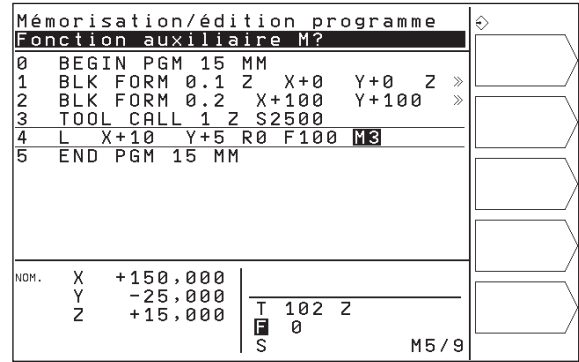 Mémorisation/édition programme
Fonction auxiliaire M?
0 BEGIN PGM 15 MM
1 BLK FORM 0.1 Z X+0 Y+0 Z »
2 BLK FORM 0.2 X+100 Y+100 »
3 TOOL CALL 1 Z S2500
4 L X+10 Y+5 R0 F100 M3
5 END PGM 15 MM
NOM. X +150,000
Y -25,000
Z +15,000
T 102 Z
F 0
S M5/9